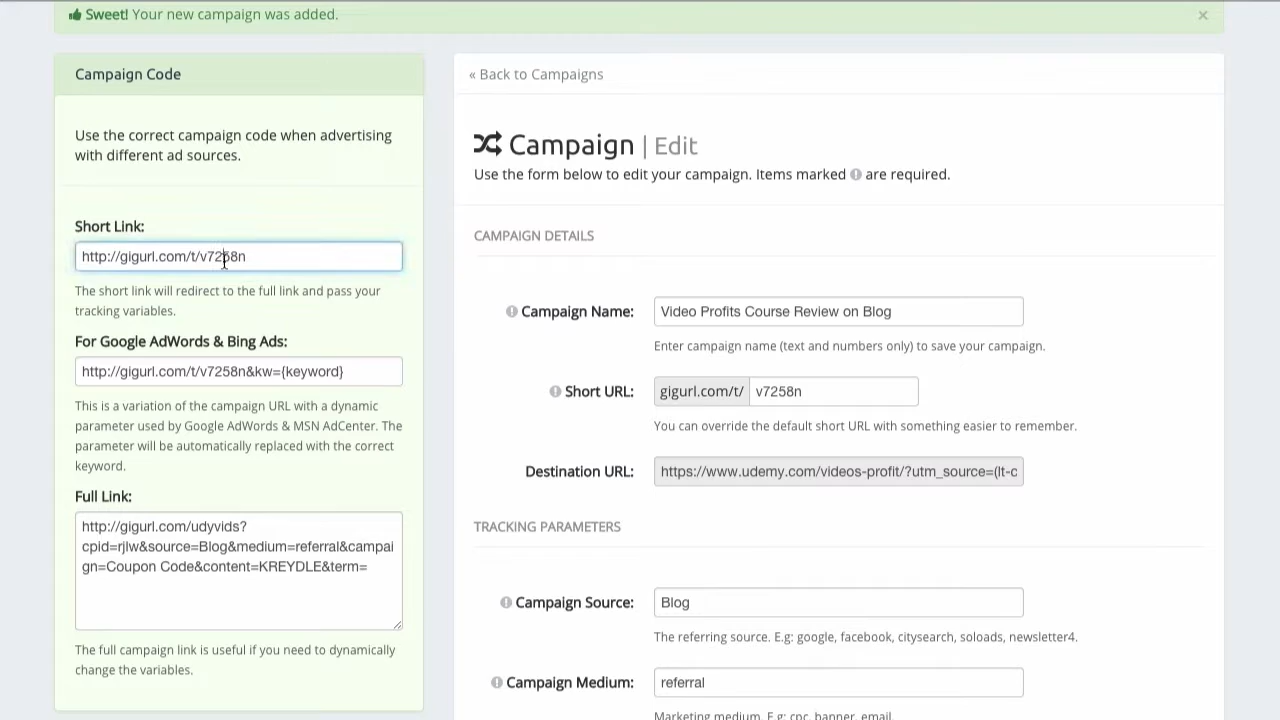 Sweet! Your new campaign was added.
×
Campaign Code
Use the correct campaign code when advertising
with different ad sources.
Short Link:
http://gigurl.com/t/v7258n
The short link will redirect to the full link and pass your
tracking variables.
For Google AdWords & Bing Ads:
http://gigurl.com/t/v7258n&kw={keyword}
This is a variation of the campaign URL with a dynamic
parameter used by Google AdWords & MSN AdCenter. The
parameter will be automatically replaced with the correct
keyword.
Full Link:
http://gigurl.com/udyvids?
cpid=rjlw&source=Blog&medium=referral&campai
gn=Coupon Code&content=KREYDLE&term=
The full campaign link is useful if you need to dynamically
change the variables.
« Back to Campaigns
Campaign | Edit
Use the form below to edit your campaign. Items marked ! are required.
CAMPAIGN DETAILS
Campaign Name: Video Profits Course Review on Blog
Enter campaign name (text and numbers only) to save your campaign.
Short URL: gigurl.com/t/ v7258n
You can override the default short URL with something easier to remember.
Destination URL: https://www.udemy.com/videos-profit/?utm_source=(lt-c
TRACKING PARAMETERS
Campaign Source: Blog
The referring source. E.g: google, facebook, citysearch, soloads, newsletter4.
Campaign Medium: referral
Marketing medium. E.g: cpc, banner, email.